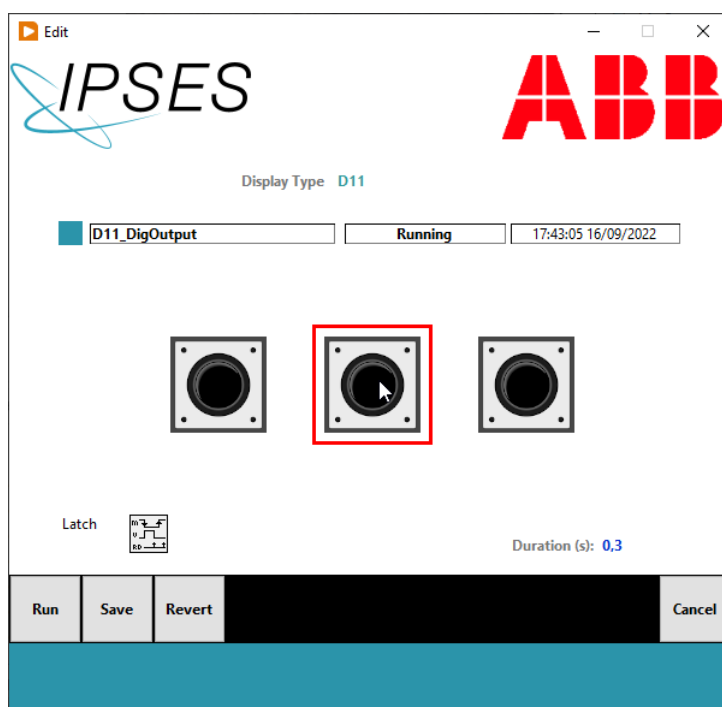 Edit
IPSES
ABB
Display Type D11
D11_DigOutput Running 17:43:05 16/09/2022
Latch
m
v
RD
Duration (s): 0,3
Run Save Revert Cancel